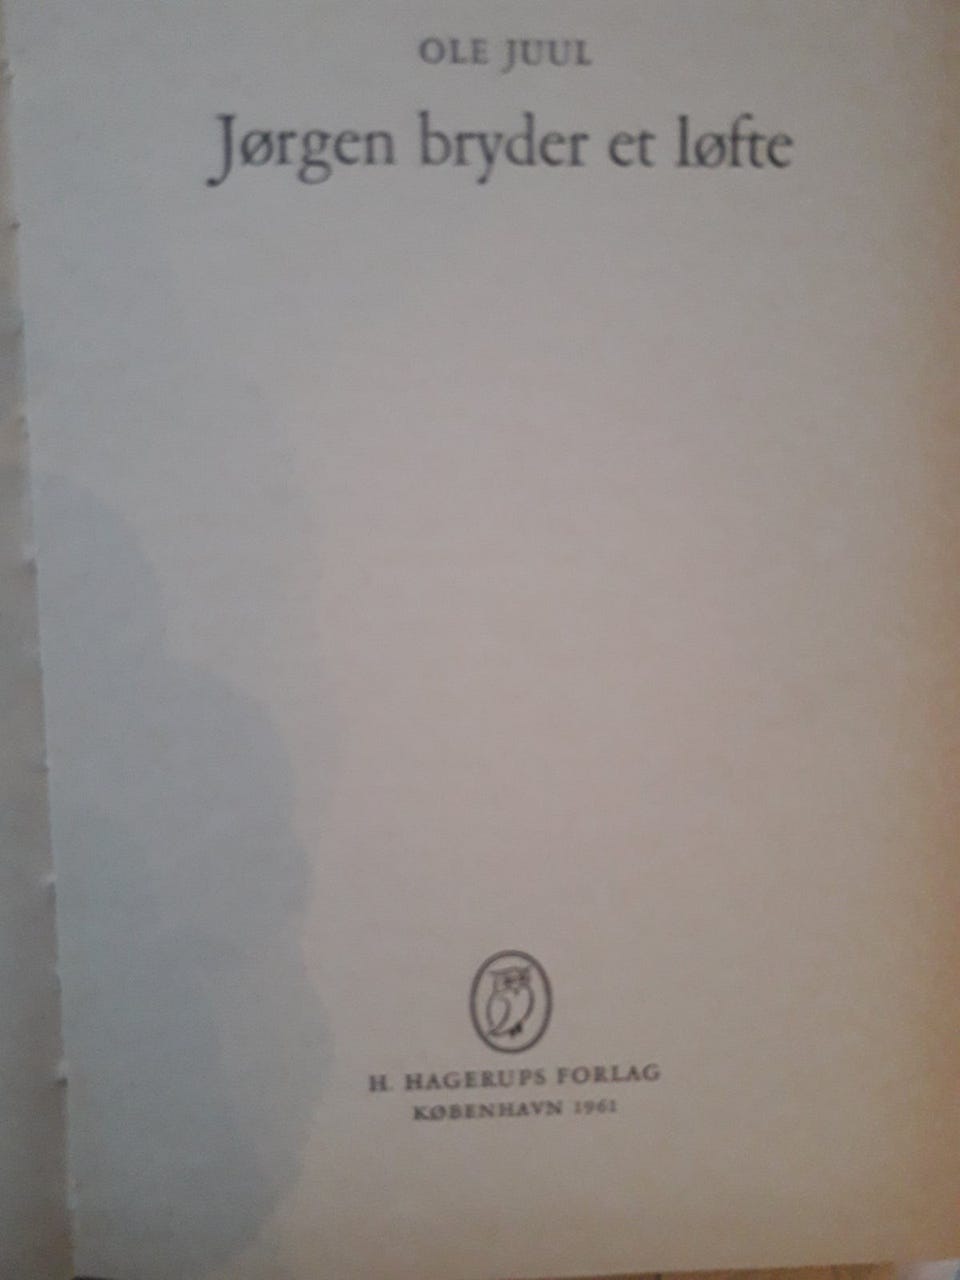 OLE JUUL
Jørgen bryder et løfte
H. HAGERUPS FORLAG
KØBENHAVN 1961